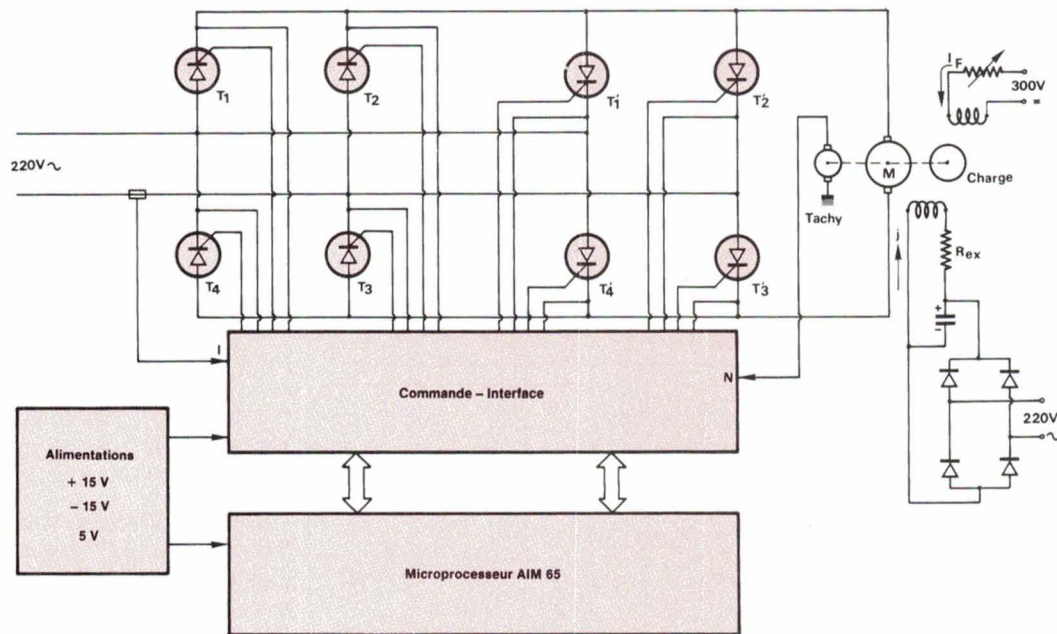 T1
T2
T'1
T'2
IF
300V
=
220V ~
M
Charge
Tachy
j
Rex
+
-
T4
T3
T'4
T'3
I
N
Commande – Interface
220V
~
Alimentations
+ 15 V
– 15 V
5 V
Microprocesseur AIM 65